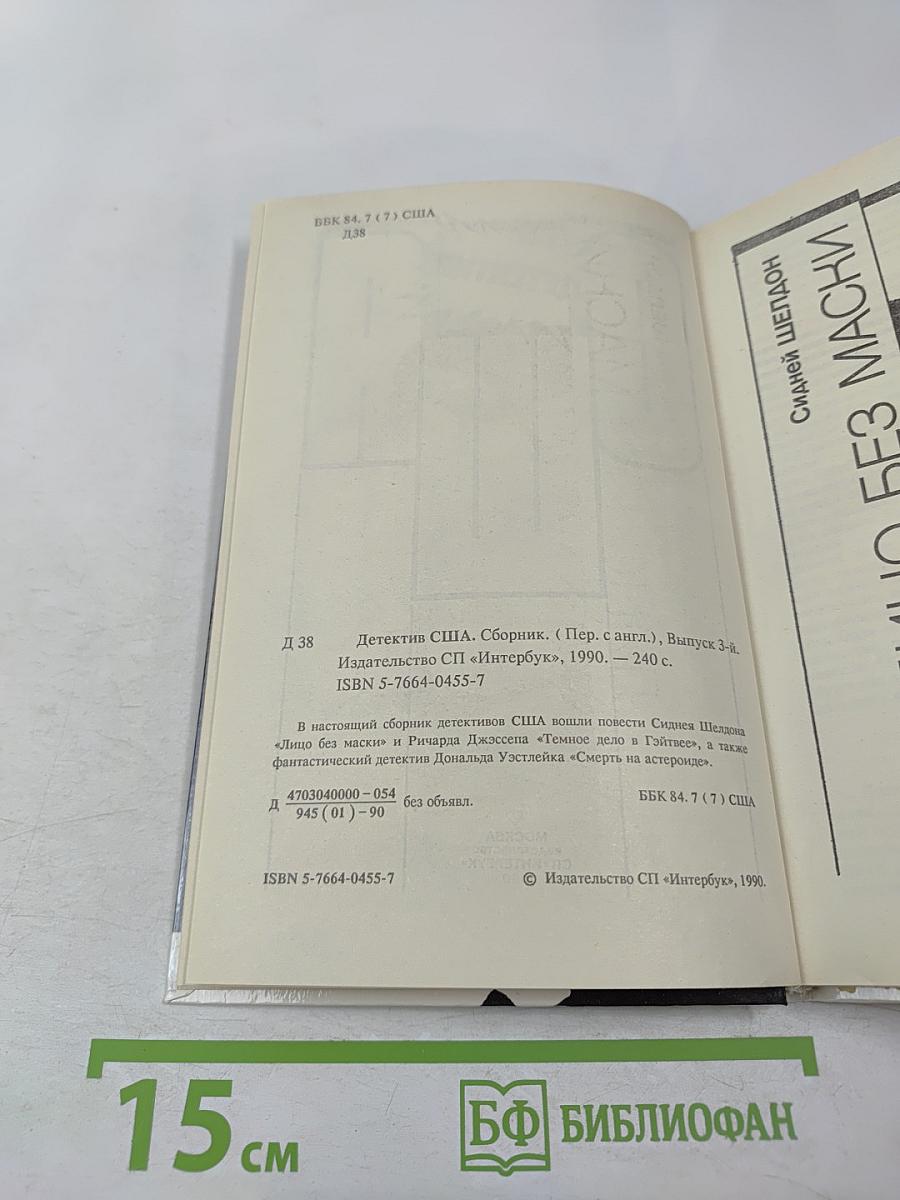 ББК 84. 7 ( 7 ) США
Д38
Д 38 Детектив США. Сборник. ( Пер. с англ.), Выпуск 3-й.
Издательство СП «Интербук», 1990. — 240 с.
ISBN 5-7664-0455-7
В настоящий сборник детективов США вошли повести Сиднея Шелдона
«Лицо без маски» и Ричарда Джэссепа «Темное дело в Гэйтвее», а также
фантастический детектив Дональда Уэстлейка «Смерть на астероиде».
Д 4703040000 – 054
945 ( 01 ) – 90 без объявл.
ББК 84. 7 ( 7 ) США
ISBN 5-7664-0455-7
© Издательство СП «Интербук», 1990.
Сидней ШЕЛДОН
БЕЗ МАСКИ
15 см
БФ БИБЛИОФАН